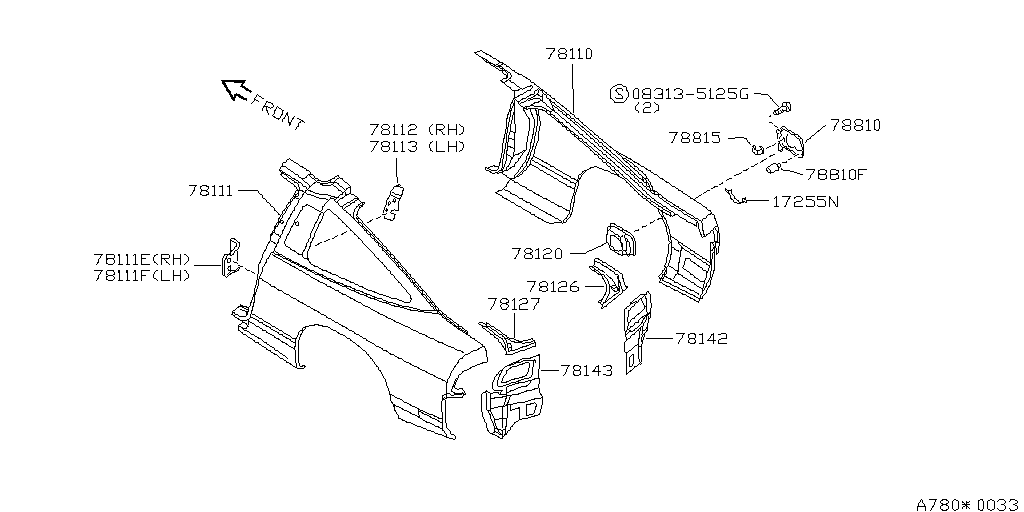 78110
FRONT
Ⓢ08313-5125G
(2)
78112 (RH)
78113 (LH)
78815
78810
78111
78810F
17255N
78111E(RH)
78111F(LH)
78120
78126
78127
78142
78143
A780* 0033